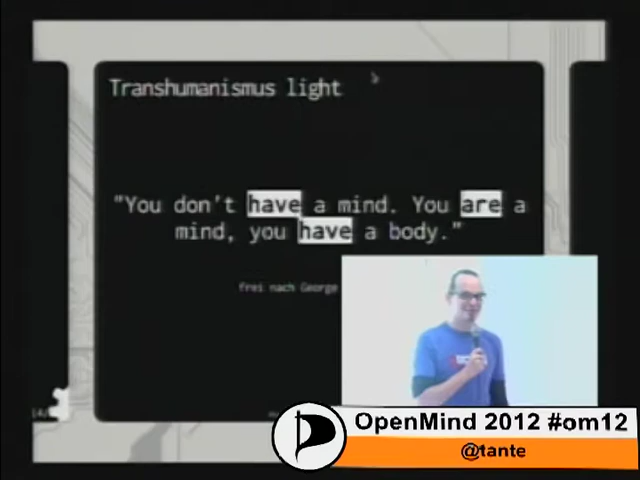 Transhumanismus light
"You don't have a mind. You are a
mind, you have a body."
frei nach George
OpenMind 2012 #om12
@tante